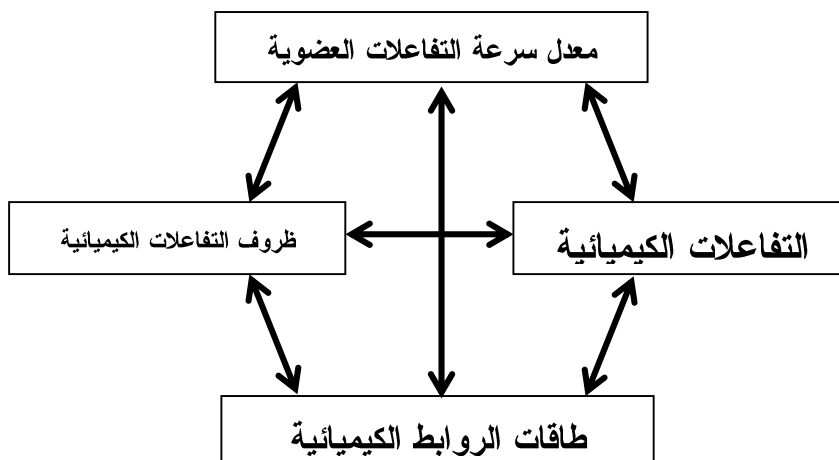 معدل سرعة التفاعلات العضوية
التفاعلات الكيميائية
ظروف التفاعلات الكيميائية
طاقات الروابط الكيميائية